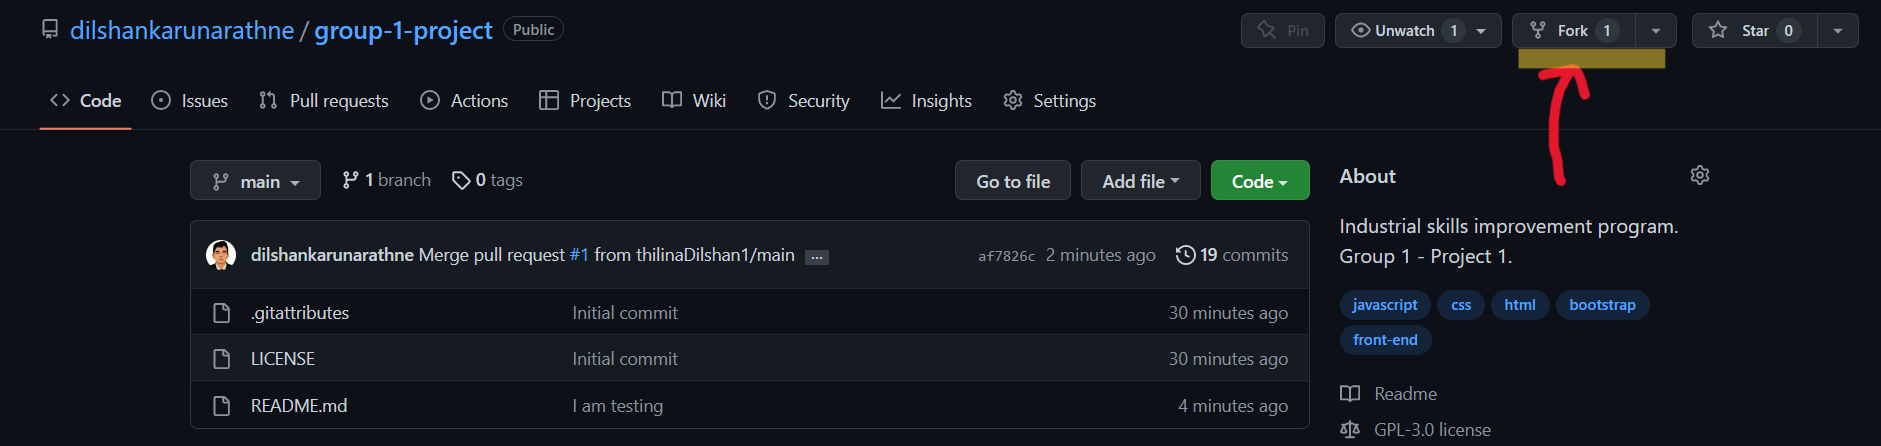 dilshankarunarathne / group-1-project Public Pin Unwatch 1 Fork 1 Star 0
Code Issues Pull requests Actions Projects Wiki Security Insights Settings
main 1 branch 0 tags Go to file Add file Code
dilshankarunarathne Merge pull request #1 from thilinaDilshan1/main ... af7826c 2 minutes ago 19 commits
.gitattributes Initial commit 30 minutes ago
LICENSE Initial commit 30 minutes ago
README.md I am testing 4 minutes ago
About
Industrial skills improvement program.
Group 1 - Project 1.
javascript css html bootstrap
front-end
Readme
GPL-3.0 license